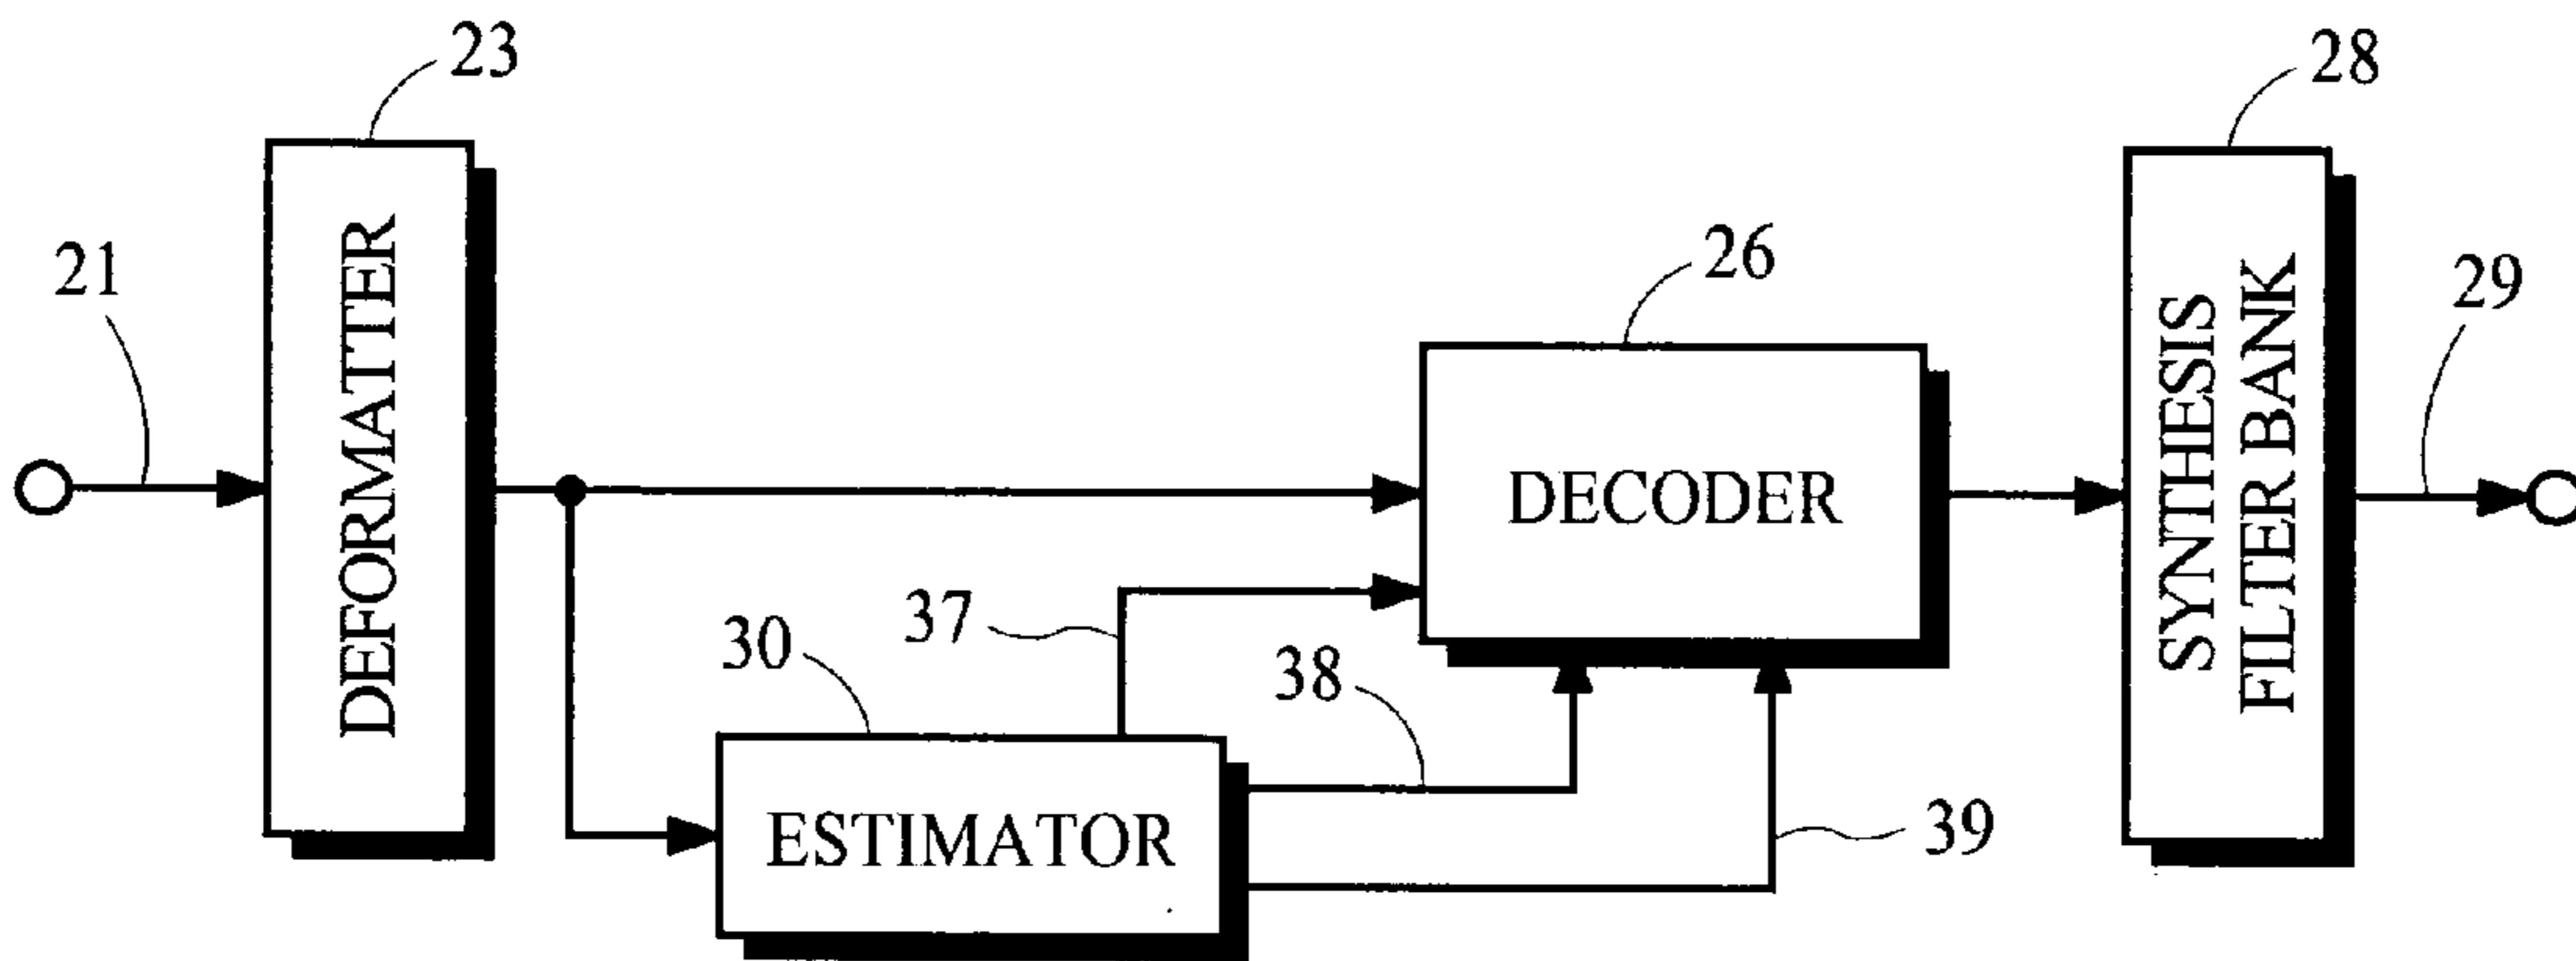 23
28
21
26
29
DEFORMATTER
DECODER
SYNTHESIS
FILTER BANK
37
30
38
ESTIMATOR
39